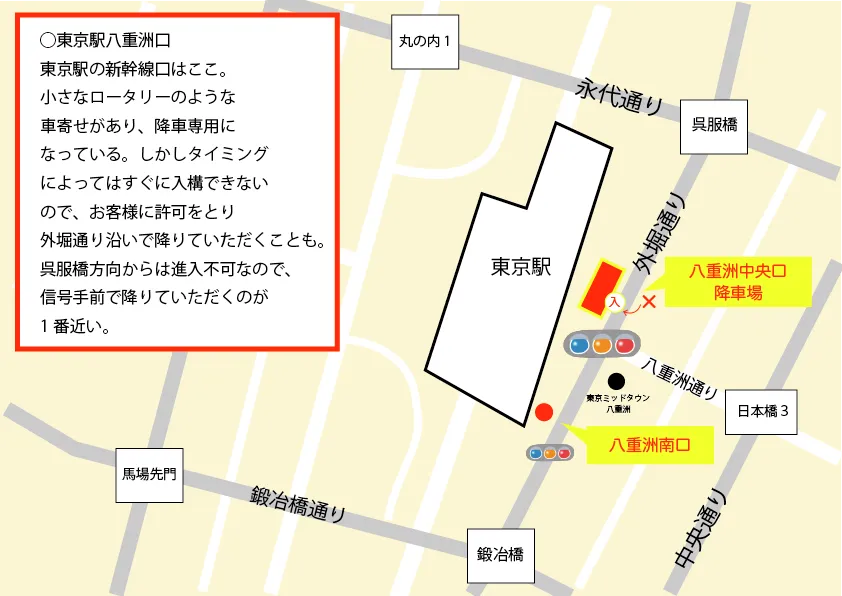 ○東京駅八重洲口
東京駅の新幹線口はここ。
小さなロータリーのような
車寄せがあり、降車専用に
なっている。しかしタイミング
によってはすぐに入構できない
ので、お客様に許可をとり
外堀通り沿いで降りていただくことも。
呉服橋方向からは進入不可なので、
信号手前で降りていただくのが
1番近い。
丸の内1
永代通り
呉服橋
外堀通り
東京駅
八重洲中央口
降車場
入
八重洲通り
東京ミッドタウン
八重洲
日本橋3
八重洲南口
馬場先門
鍛冶橋通り
鍛冶橋
中央通り